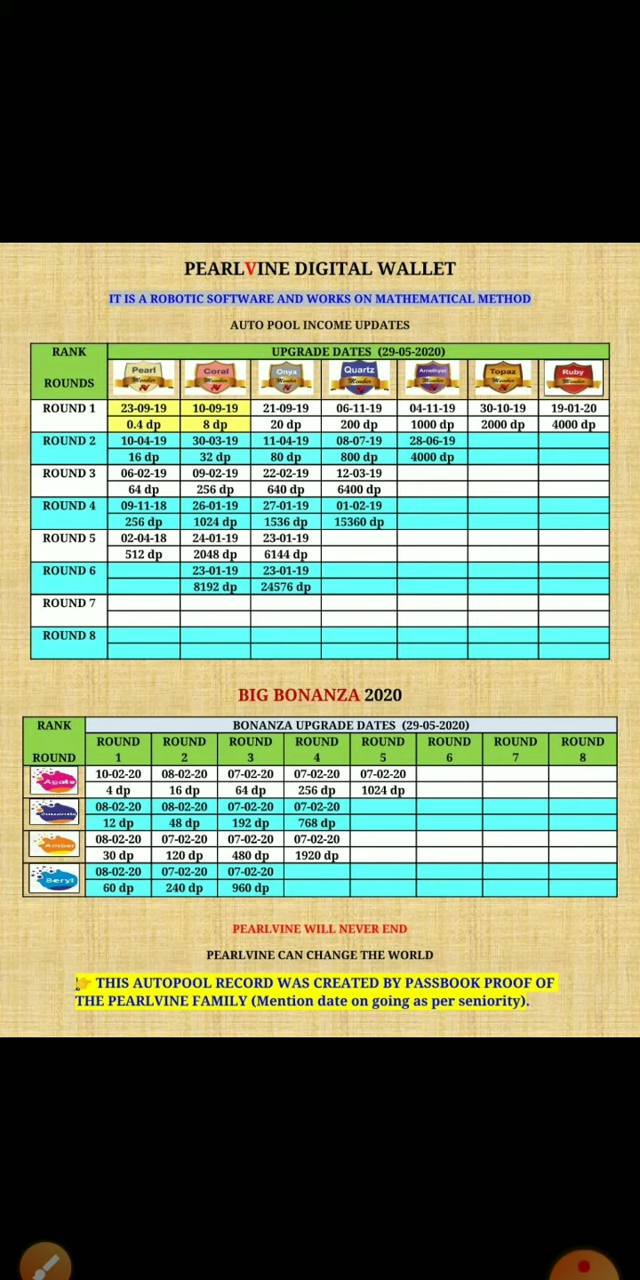 PEARLVINE DIGITAL WALLET
IT IS A ROBOTIC SOFTWARE AND WORKS ON MATHEMATICAL METHOD
AUTO POOL INCOME UPDATES
RANK UPGRADE DATES (29-05-2020)
ROUNDS Pearl Member Coral Member Onyx Member Quartz Member Amethyst Member Topaz Member Ruby Member
ROUND 1 23-09-19 10-09-19 21-09-19 06-11-19 04-11-19 30-10-19 19-01-20
0.4 dp 8 dp 20 dp 200 dp 1000 dp 2000 dp 4000 dp
ROUND 2 10-04-19 30-03-19 11-04-19 08-07-19 28-06-19
16 dp 32 dp 80 dp 800 dp 4000 dp
ROUND 3 06-02-19 09-02-19 22-02-19 12-03-19
64 dp 256 dp 640 dp 6400 dp
ROUND 4 09-11-18 26-01-19 27-01-19 01-02-19
256 dp 1024 dp 1536 dp 15360 dp
ROUND 5 02-04-18 24-01-19 23-01-19
512 dp 2048 dp 6144 dp
ROUND 6 23-01-19 23-01-19
8192 dp 24576 dp
ROUND 7
ROUND 8
BIG BONANZA 2020
RANK BONANZA UPGRADE DATES (29-05-2020)
ROUND ROUND 1 ROUND 2 ROUND 3 ROUND 4 ROUND 5 ROUND 6 ROUND 7 ROUND 8
Agate 10-02-20 08-02-20 07-02-20 07-02-20 07-02-20
4 dp 16 dp 64 dp 256 dp 1024 dp
08-02-20 08-02-20 07-02-20 07-02-20
12 dp 48 dp 192 dp 768 dp
Amber 08-02-20 07-02-20 07-02-20 07-02-20
30 dp 120 dp 480 dp 1920 dp
Beryl 08-02-20 07-02-20 07-02-20
60 dp 240 dp 960 dp
PEARLVINE WILL NEVER END
PEARLVINE CAN CHANGE THE WORLD
👉 THIS AUTOPOOL RECORD WAS CREATED BY PASSBOOK PROOF OF
THE PEARLVINE FAMILY (Mention date on going as per seniority).